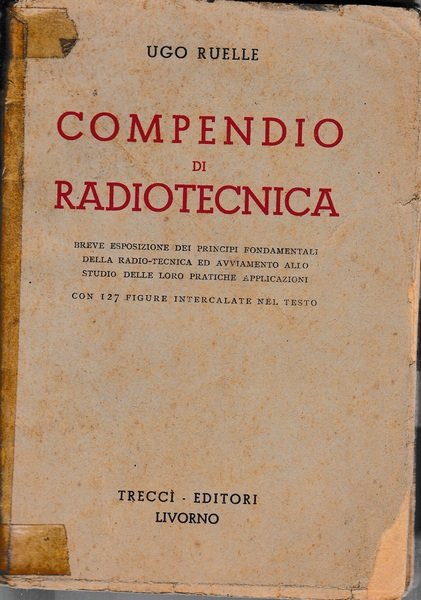 UGO RUELLE
COMPENDIO
DI
RADIOTECNICA
BREVE ESPOSIZIONE DEI PRINCIPI FONDAMENTALI
DELLA RADIO-TECNICA ED AVVIAMENTO ALLO
STUDIO DELLE LORO PRATICHE APPLICAZIONI
CON 127 FIGURE INTERCALATE NEL TESTO
TRECCÌ - EDITORI
LIVORNO